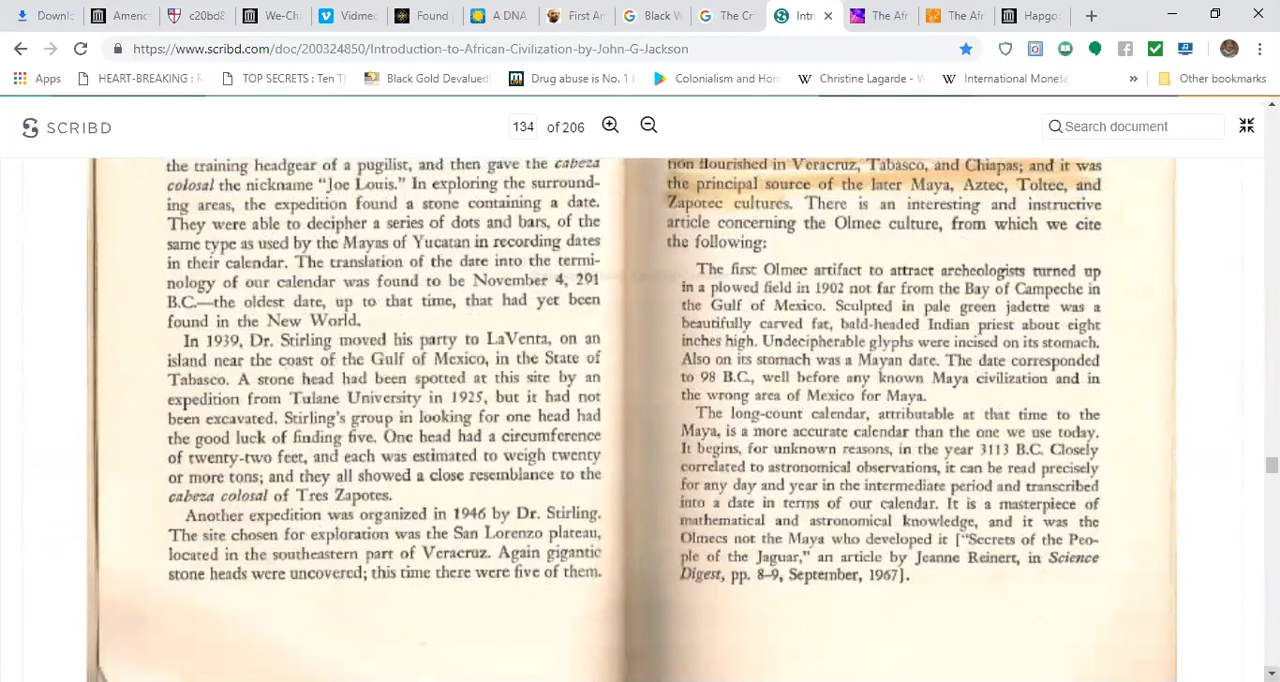 Downlo
Americ
c20bd8
We-Cha
Vidmec
Found
A DNA
First Ar
Black W
The Cr
Intr
The Afr
The Afr
Hapgo
https://www.scribd.com/doc/200324850/Introduction-to-African-Civilization-by-John-G-Jackson
Apps
HEART-BREAKING : R
TOP SECRETS : Ten Th
Black Gold Devalued
Drug abuse is No. 1
Colonialism and Hom
Christine Lagarde - W
International Moneta
»
Other bookmarks
SCRIBD
134 of 206
Search document
the training headgear of a pugilist, and then gave the cabeza
colosal the nickname "Joe Louis." In exploring the surround-
ing areas, the expedition found a stone containing a date.
They were able to decipher a series of dots and bars, of the
same type as used by the Mayas of Yucatan in recording dates
in their calendar. The translation of the date into the termi-
nology of our calendar was found to be November 4, 291
B.C.—the oldest date, up to that time, that had yet been
found in the New World.
In 1939, Dr. Stirling moved his party to LaVenta, on an
island near the coast of the Gulf of Mexico, in the State of
Tabasco. A stone head had been spotted at this site by an
expedition from Tulane University in 1925, but it had not
been excavated. Stirling's group in looking for one head had
the good luck of finding five. One head had a circumference
of twenty-two feet, and each was estimated to weigh twenty
or more tons; and they all showed a close resemblance to the
cabeza colosal of Tres Zapotes.
Another expedition was organized in 1946 by Dr. Stirling.
The site chosen for exploration was the San Lorenzo plateau,
located in the southeastern part of Veracruz. Again gigantic
stone heads were uncovered; this time there were five of them.
tion flourished in Veracruz, Tabasco, and Chiapas; and it was
the principal source of the later Maya, Aztec, Toltec, and
Zapotec cultures. There is an interesting and instructive
article concerning the Olmec culture, from which we cite
the following:
The first Olmec artifact to attract archeologists turned up
in a plowed field in 1902 not far from the Bay of Campeche in
the Gulf of Mexico. Sculpted in pale green jadette was a
beautifully carved fat, bald-headed Indian priest about eight
inches high. Undecipherable glyphs were incised on its stomach.
Also on its stomach was a Mayan date. The date corresponded
to 98 B.C., well before any known Maya civilization and in
the wrong area of Mexico for Maya.
The long-count calendar, attributable at that time to the
Maya, is a more accurate calendar than the one we use today.
It begins, for unknown reasons, in the year 3113 B.C. Closely
correlated to astronomical observations, it can be read precisely
for any day and year in the intermediate period and transcribed
into a date in terms of our calendar. It is a masterpiece of
mathematical and astronomical knowledge, and it was the
Olmecs not the Maya who developed it ["Secrets of the Peo-
ple of the Jaguar," an article by Jeanne Reinert, in Science
Digest, pp. 8–9, September, 1967].